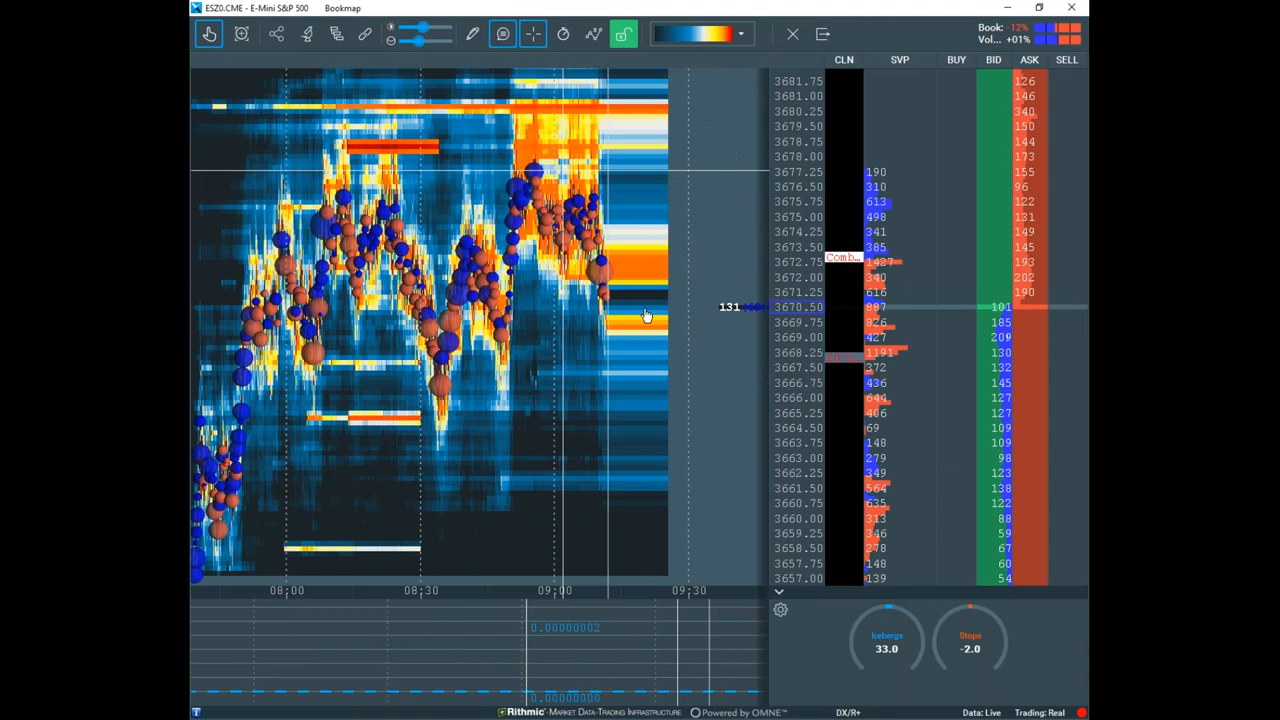 ESZ0.CME - E-Mini S&P 500 Bookmap
Book: -12%
Vol... +01%
CLN SVP BUY BID ASK SELL
3681.75 126
3681.00 146
3680.25 340
3679.50 150
3678.75 144
3678.00 173
3677.25 190 155
3676.50 310 96
3675.75 613 122
3675.00 498 131
3674.25 341 149
3673.50 385 145
Comb...
3672.75 1427 193
3672.00 340 202
3671.25 616 190
131 3670.50 887 101
3669.75 826 185
3669.00 427 209
3668.25 1191 130
3667.50 372 132
3666.75 436 145
3666.00 644 127
3665.25 406 127
3664.50 69 109
3663.75 148 109
3663.00 279 98
3662.25 349 123
3661.50 564 138
3660.75 635 122
3660.00 313 88
3659.25 346 59
3658.50 278 67
3657.75 148 60
3657.00 139 54
08:00 08:30 09:00 09:30
0.00000002
0.00000000
Icebergs
33.0
Stops
-2.0
Rithmic - Market Data-Trading Infrastructure Powered by OMNE™ DX/R+ Data: Live Trading: Real